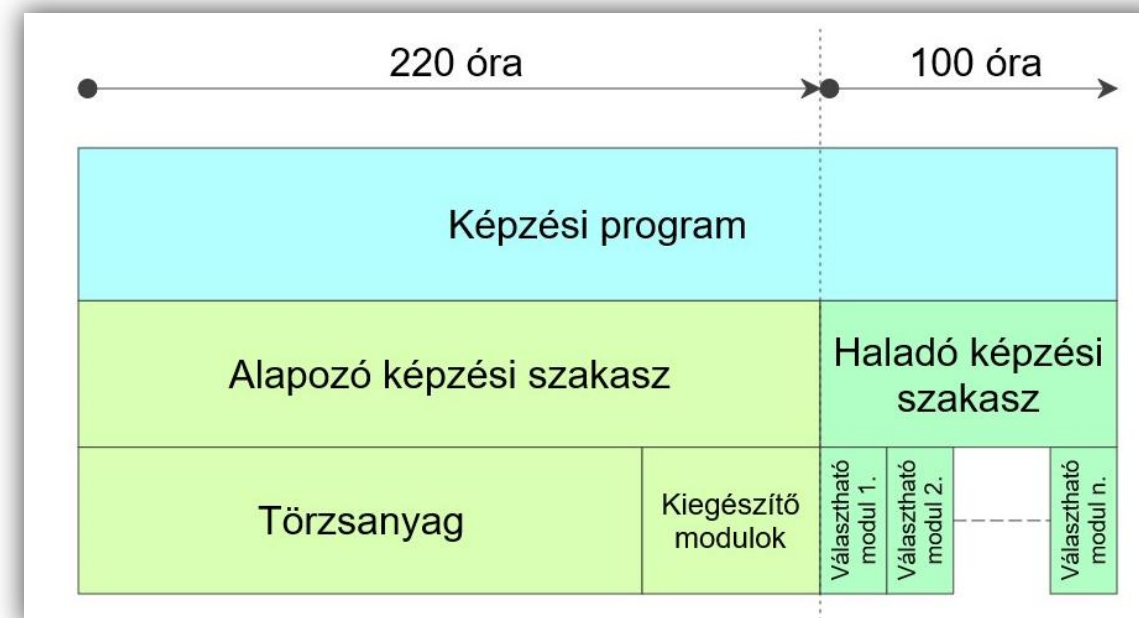 220 óra
100 óra
Képzési program
Alapozó képzési szakasz
Haladó képzési
szakasz
Törzsanyag
Kiegészítő
modulok
Választható
modul 1.
Választható
modul 2.
Választható
modul n.